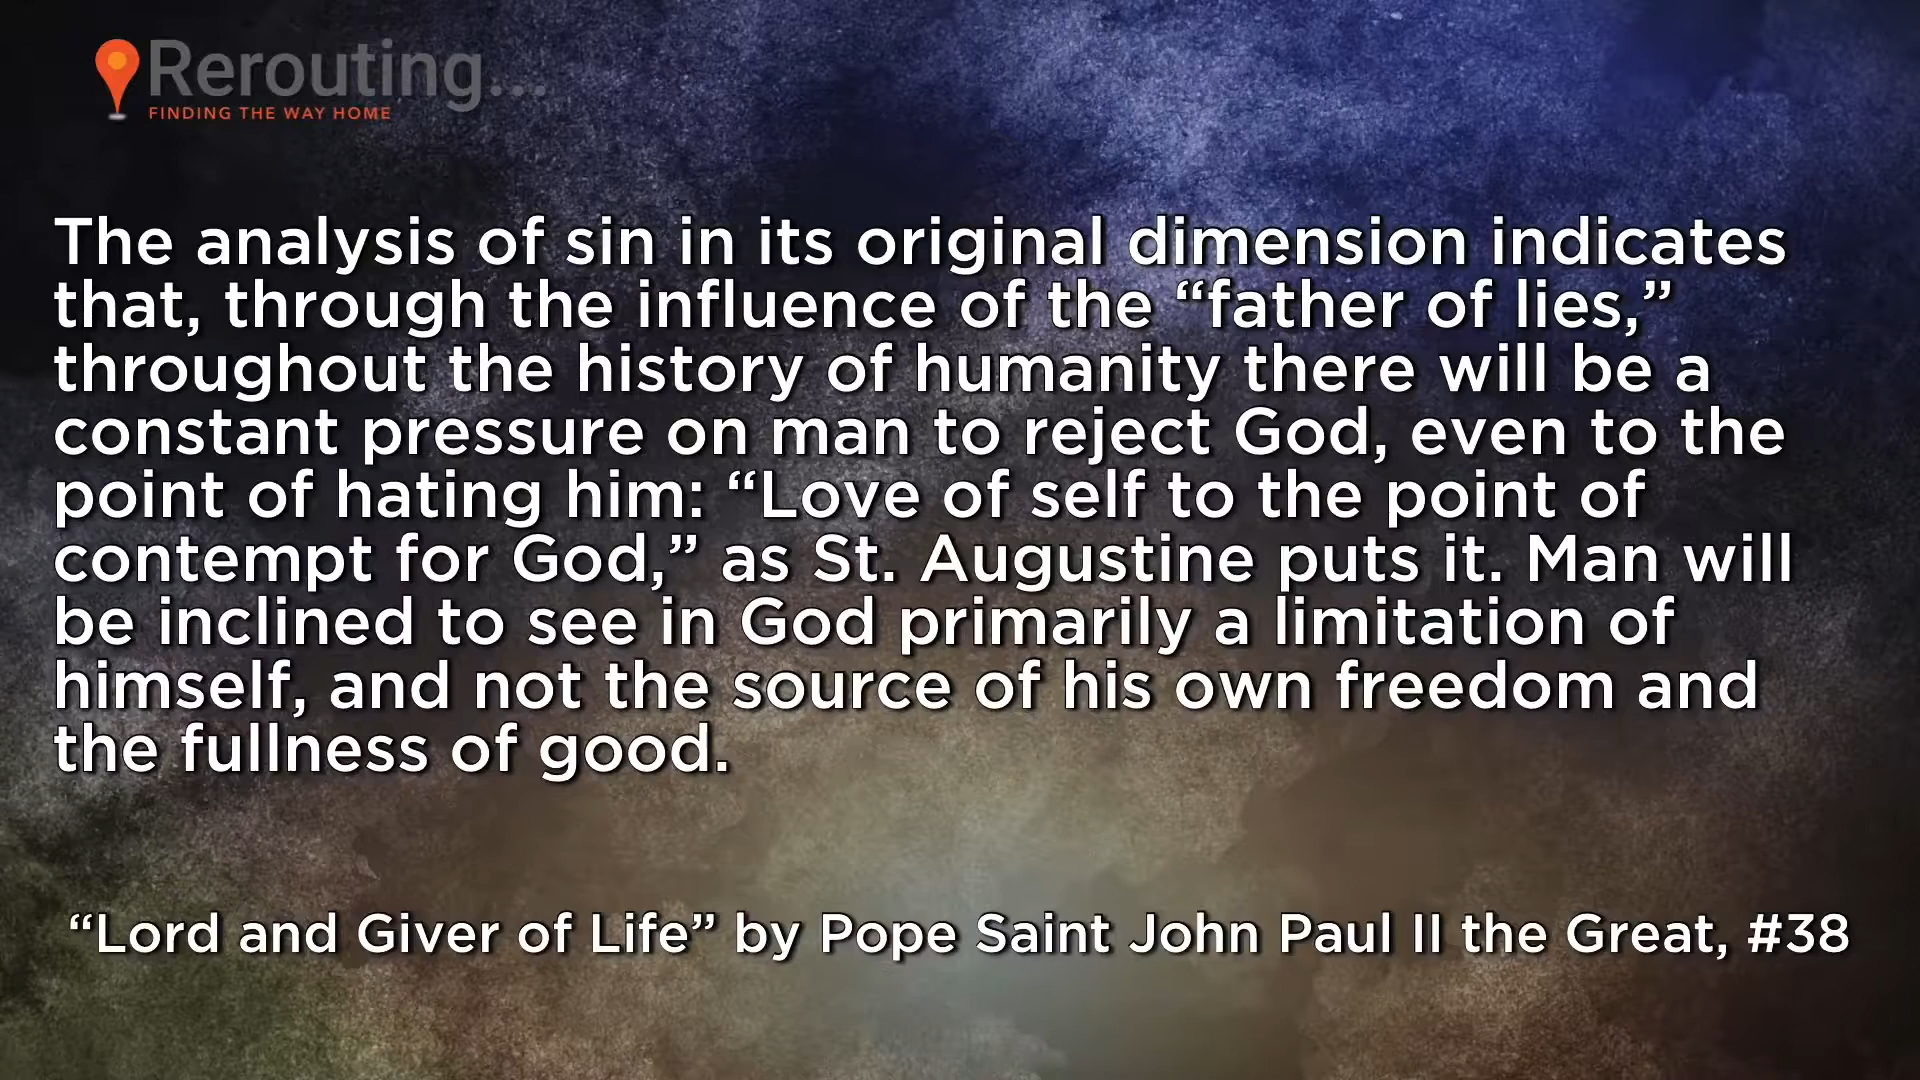 Rerouting...
FINDING THE WAY HOME
The analysis of sin in its original dimension indicates
that, through the influence of the “father of lies,”
throughout the history of humanity there will be a
constant pressure on man to reject God, even to the
point of hating him: “Love of self to the point of
contempt for God,” as St. Augustine puts it. Man will
be inclined to see in God primarily a limitation of
himself, and not the source of his own freedom and
the fullness of good.
“Lord and Giver of Life” by Pope Saint John Paul II the Great, #38